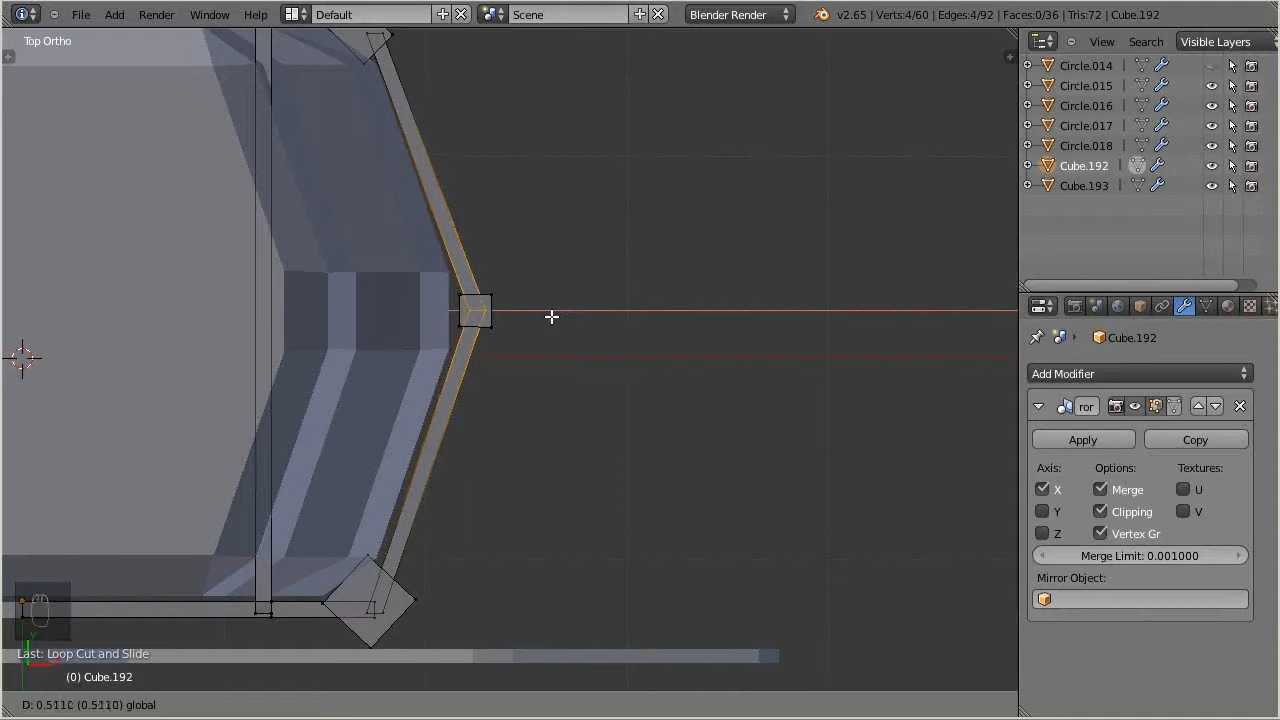 File Add Render Window Help Default Scene Blender Render v2.65 | Verts:4/60 | Edges:4/92 | Faces:0/36 | Tris:72 | Cube.192
Top Ortho
View Search Visible Layers
Circle.014
Circle.015
Circle.016
Circle.017
Circle.018
Cube.192
Cube.193
Cube.192
Add Modifier
ror
Apply Copy
Axis: Options: Textures:
X Merge U
Y Clipping V
Z Vertex Gr
Merge Limit: 0.001000
Mirror Object:
y
Last: Loop Cut and Slide
(0) Cube.192
D: 0.5110 (0.5110) global